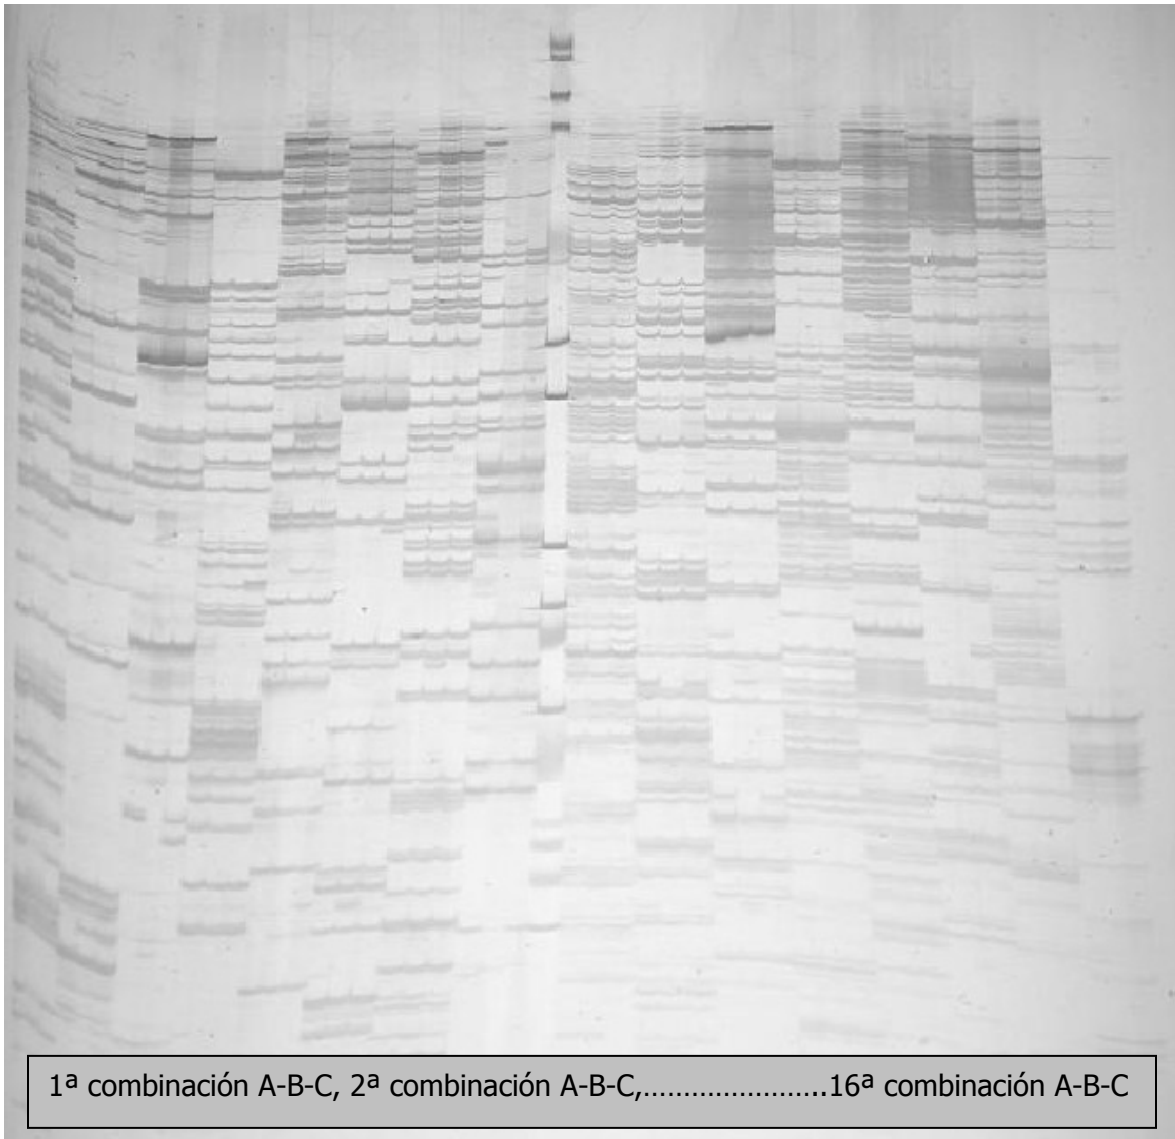 1ª combinación A-B-C, 2ª combinación A-B-C,.......................16ª combinación A-B-C